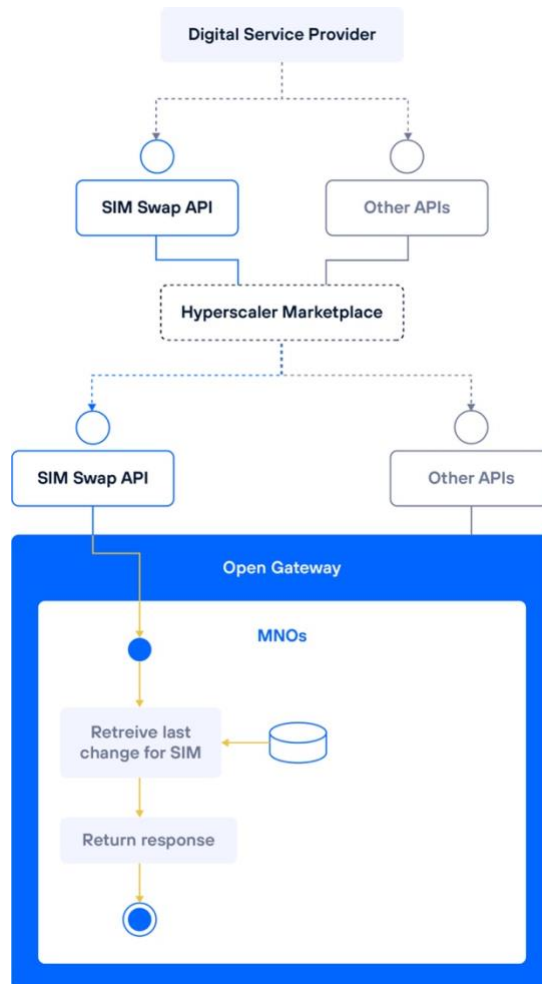 Digital Service Provider
SIM Swap API
Other APIs
Hyperscaler Marketplace
SIM Swap API
Other APIs
Open Gateway
MNOs
Retreive last
change for SIM
Return response